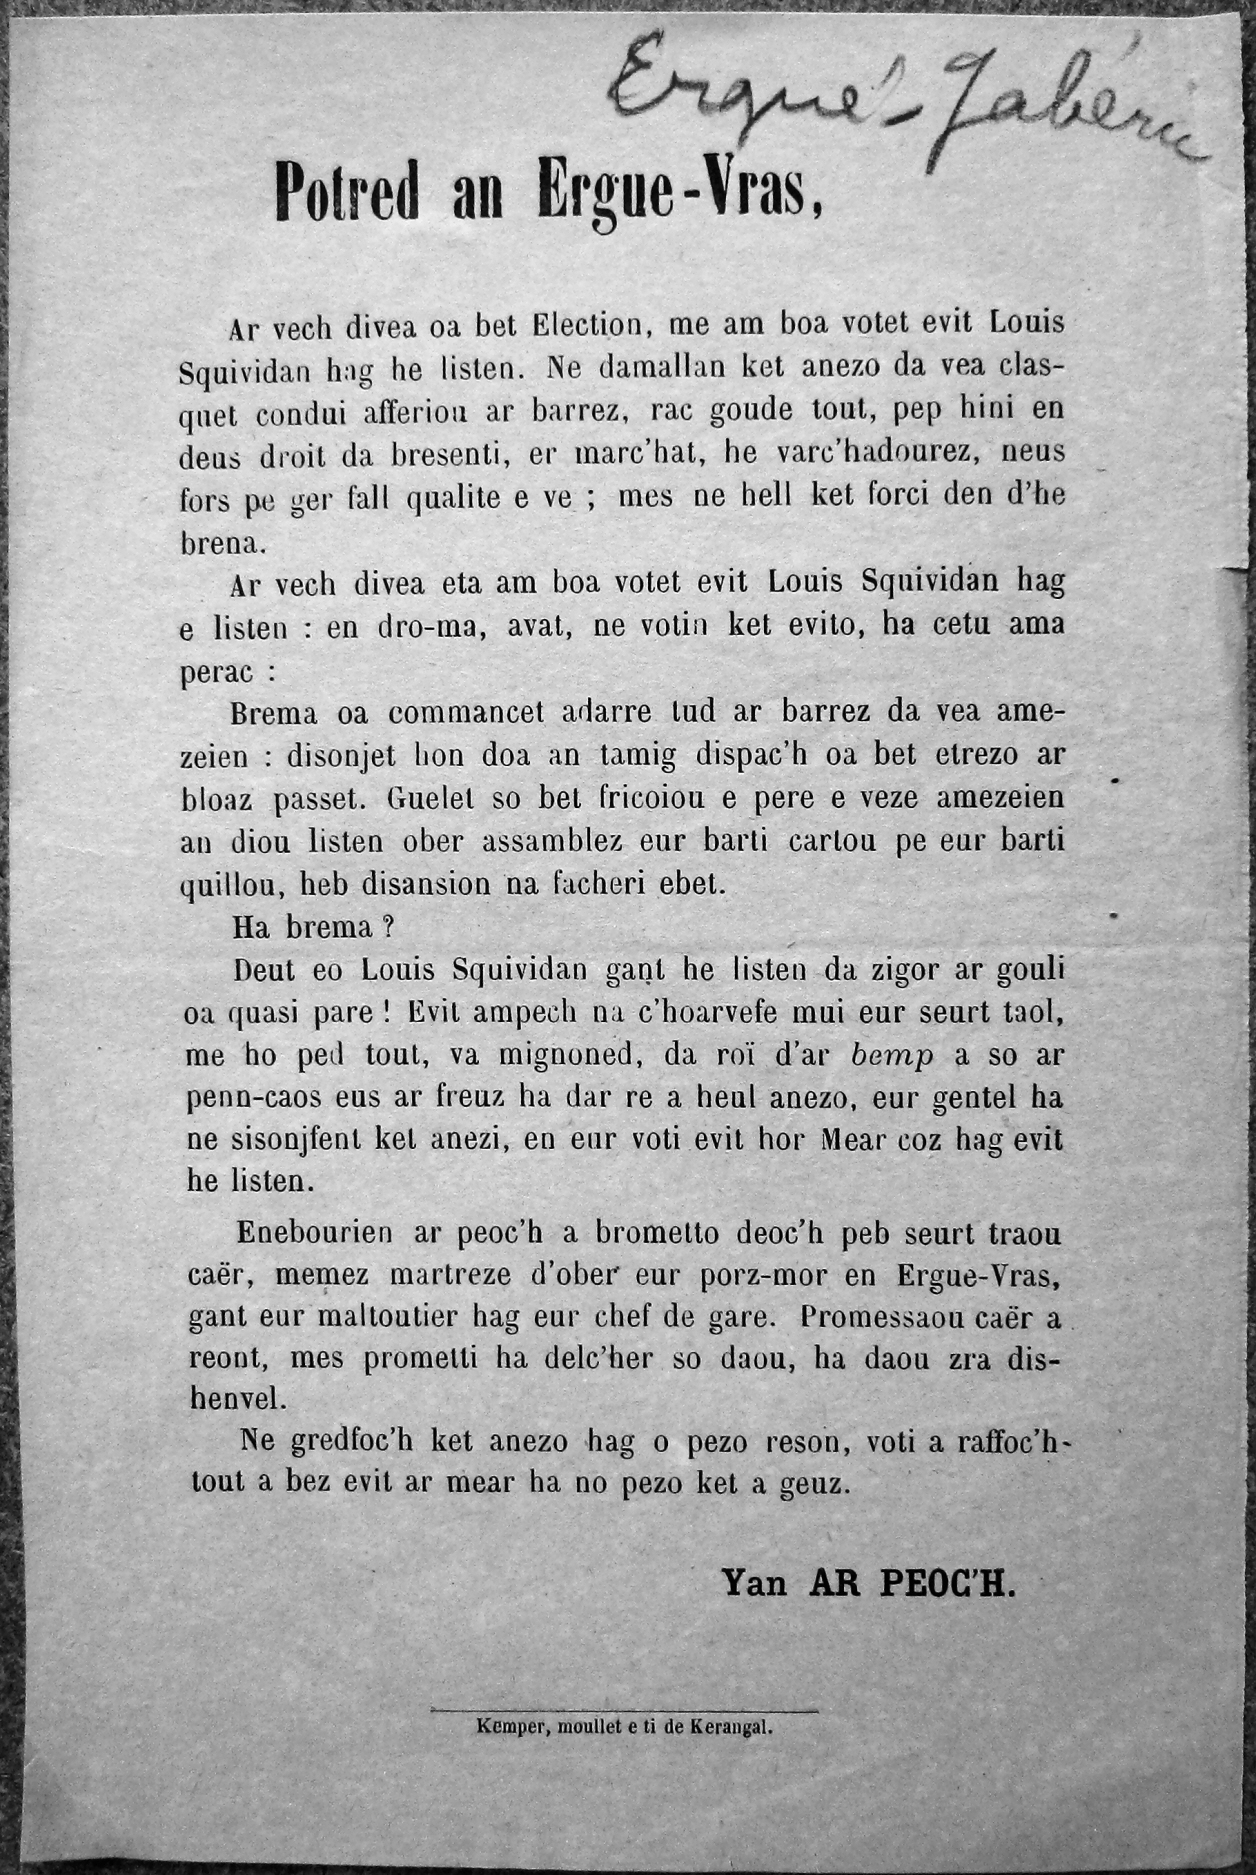 Ergué-Gabéric
Potred an Ergue-Vras,
Ar vech divea oa bet Election, me am boa votet evit Louis
Squividan hag he listen. Ne damallan ket anezo da vea clas-
quet condui afferiou ar barrez, rac goude tout, pep hini en
deus droit da bresenti, er marc'hat, he varc'hadourez, neus
fors pe ger fall qualite e ve ; mes ne hell ket forci den d'he
brena.
Ar vech divea eta am boa votet evit Louis Squividan hag
e listen : en dro-ma, avat, ne votin ket evito, ha cetu ama
perac :
Brema oa commancet adarre tud ar barrez da vea ame-
zeien : disonjet hon doa an tamig dispac'h oa bet etrezo ar
bloaz passet. Guelet so bet fricoiou e pere e veze amezeien
an diou listen ober assamblez eur barti cartou pe eur barti
quillou, heb disansion na facheri ebet.
Ha brema ?
Deut eo Louis Squividan gant he listen da zigor ar gouli
oa quasi pare ! Evit ampech na c'hoarvefe mui eur seurt taol,
me ho ped tout, va mignoned, da roï d'ar bemp a so ar
penn-caos eus ar freuz ha dar re a heul anezo, eur gentel ha
ne sisonjfent ket anezi, en eur voti evit hor Mear coz hag evit
he listen.
Enebourien ar peoc'h a brometto deoc'h peb seurt traou
caër, memez martreze d'ober eur porz-mor en Ergue-Vras,
gant eur maltoutier hag eur chef de gare. Promessaou caër a
reont, mes prometti ha delc'her so daou, ha daou zra dis-
henvel.
Ne gredfoc'h ket anezo hag o pezo reson, voti a raffoc'h-
tout a bez evit ar mear ha no pezo ket a geuz.
Yan AR PEOC'H.
Kemper, moullet e ti de Kerangal.